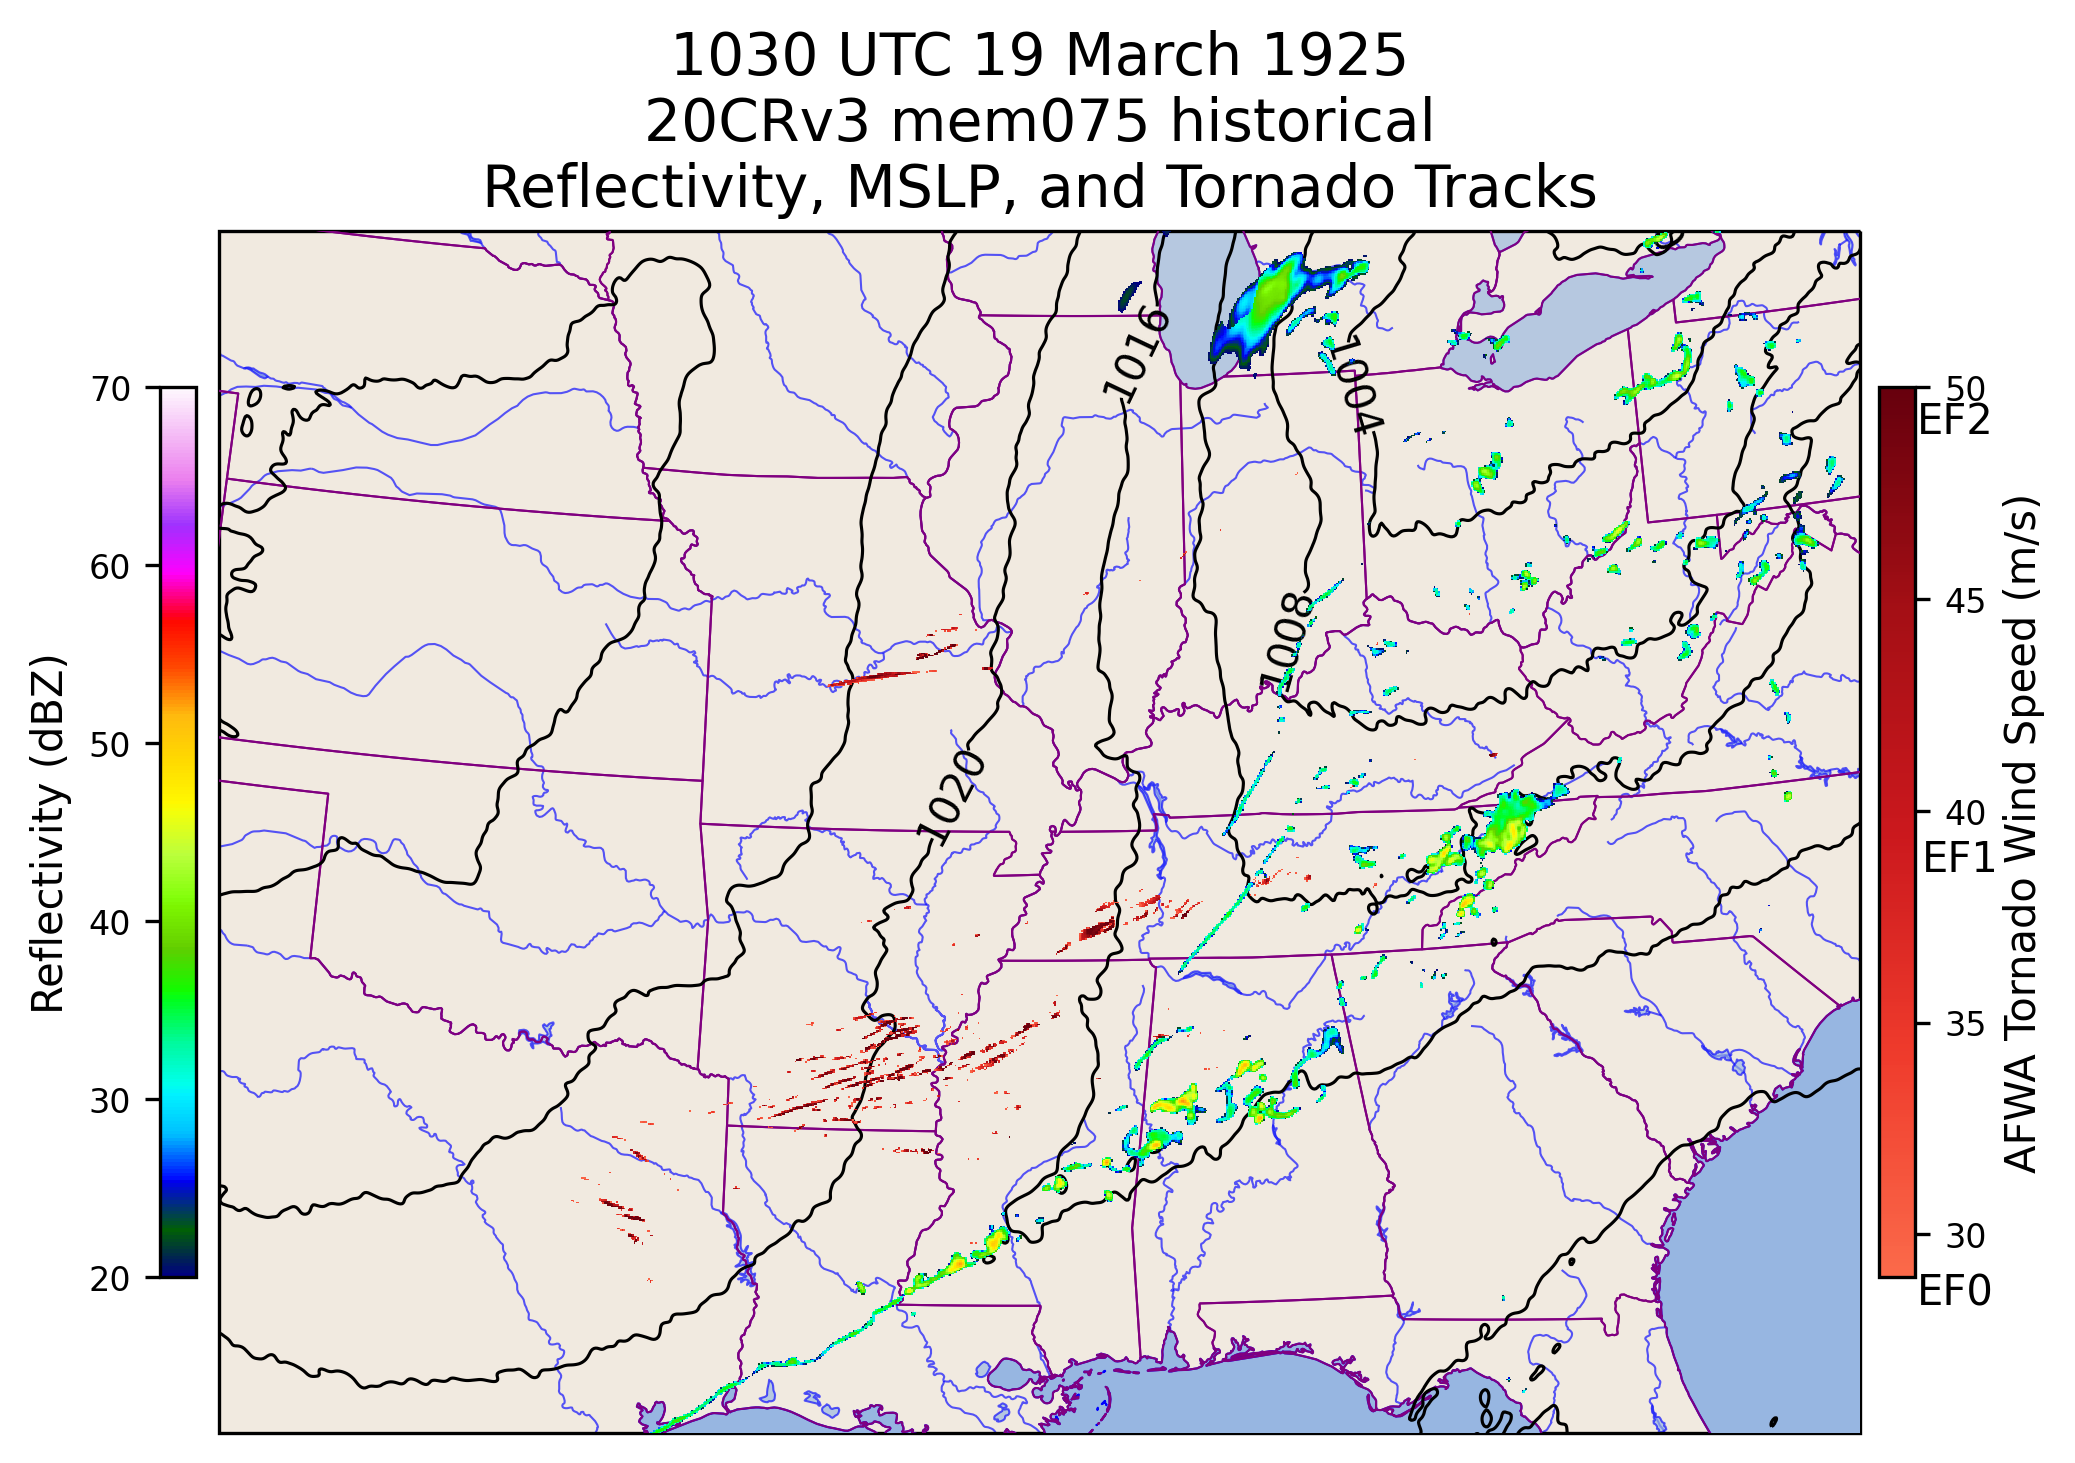 1030 UTC 19 March 1925
20CRv3 mem075 historical
Reflectivity, MSLP, and Tornado Tracks
Reflectivity (dBZ)
70
60
50
40
30
20
1016
1004
1008
1020
50
EF2
45
40
EF1
35
30
EF0
AFWA Tornado Wind Speed (m/s)